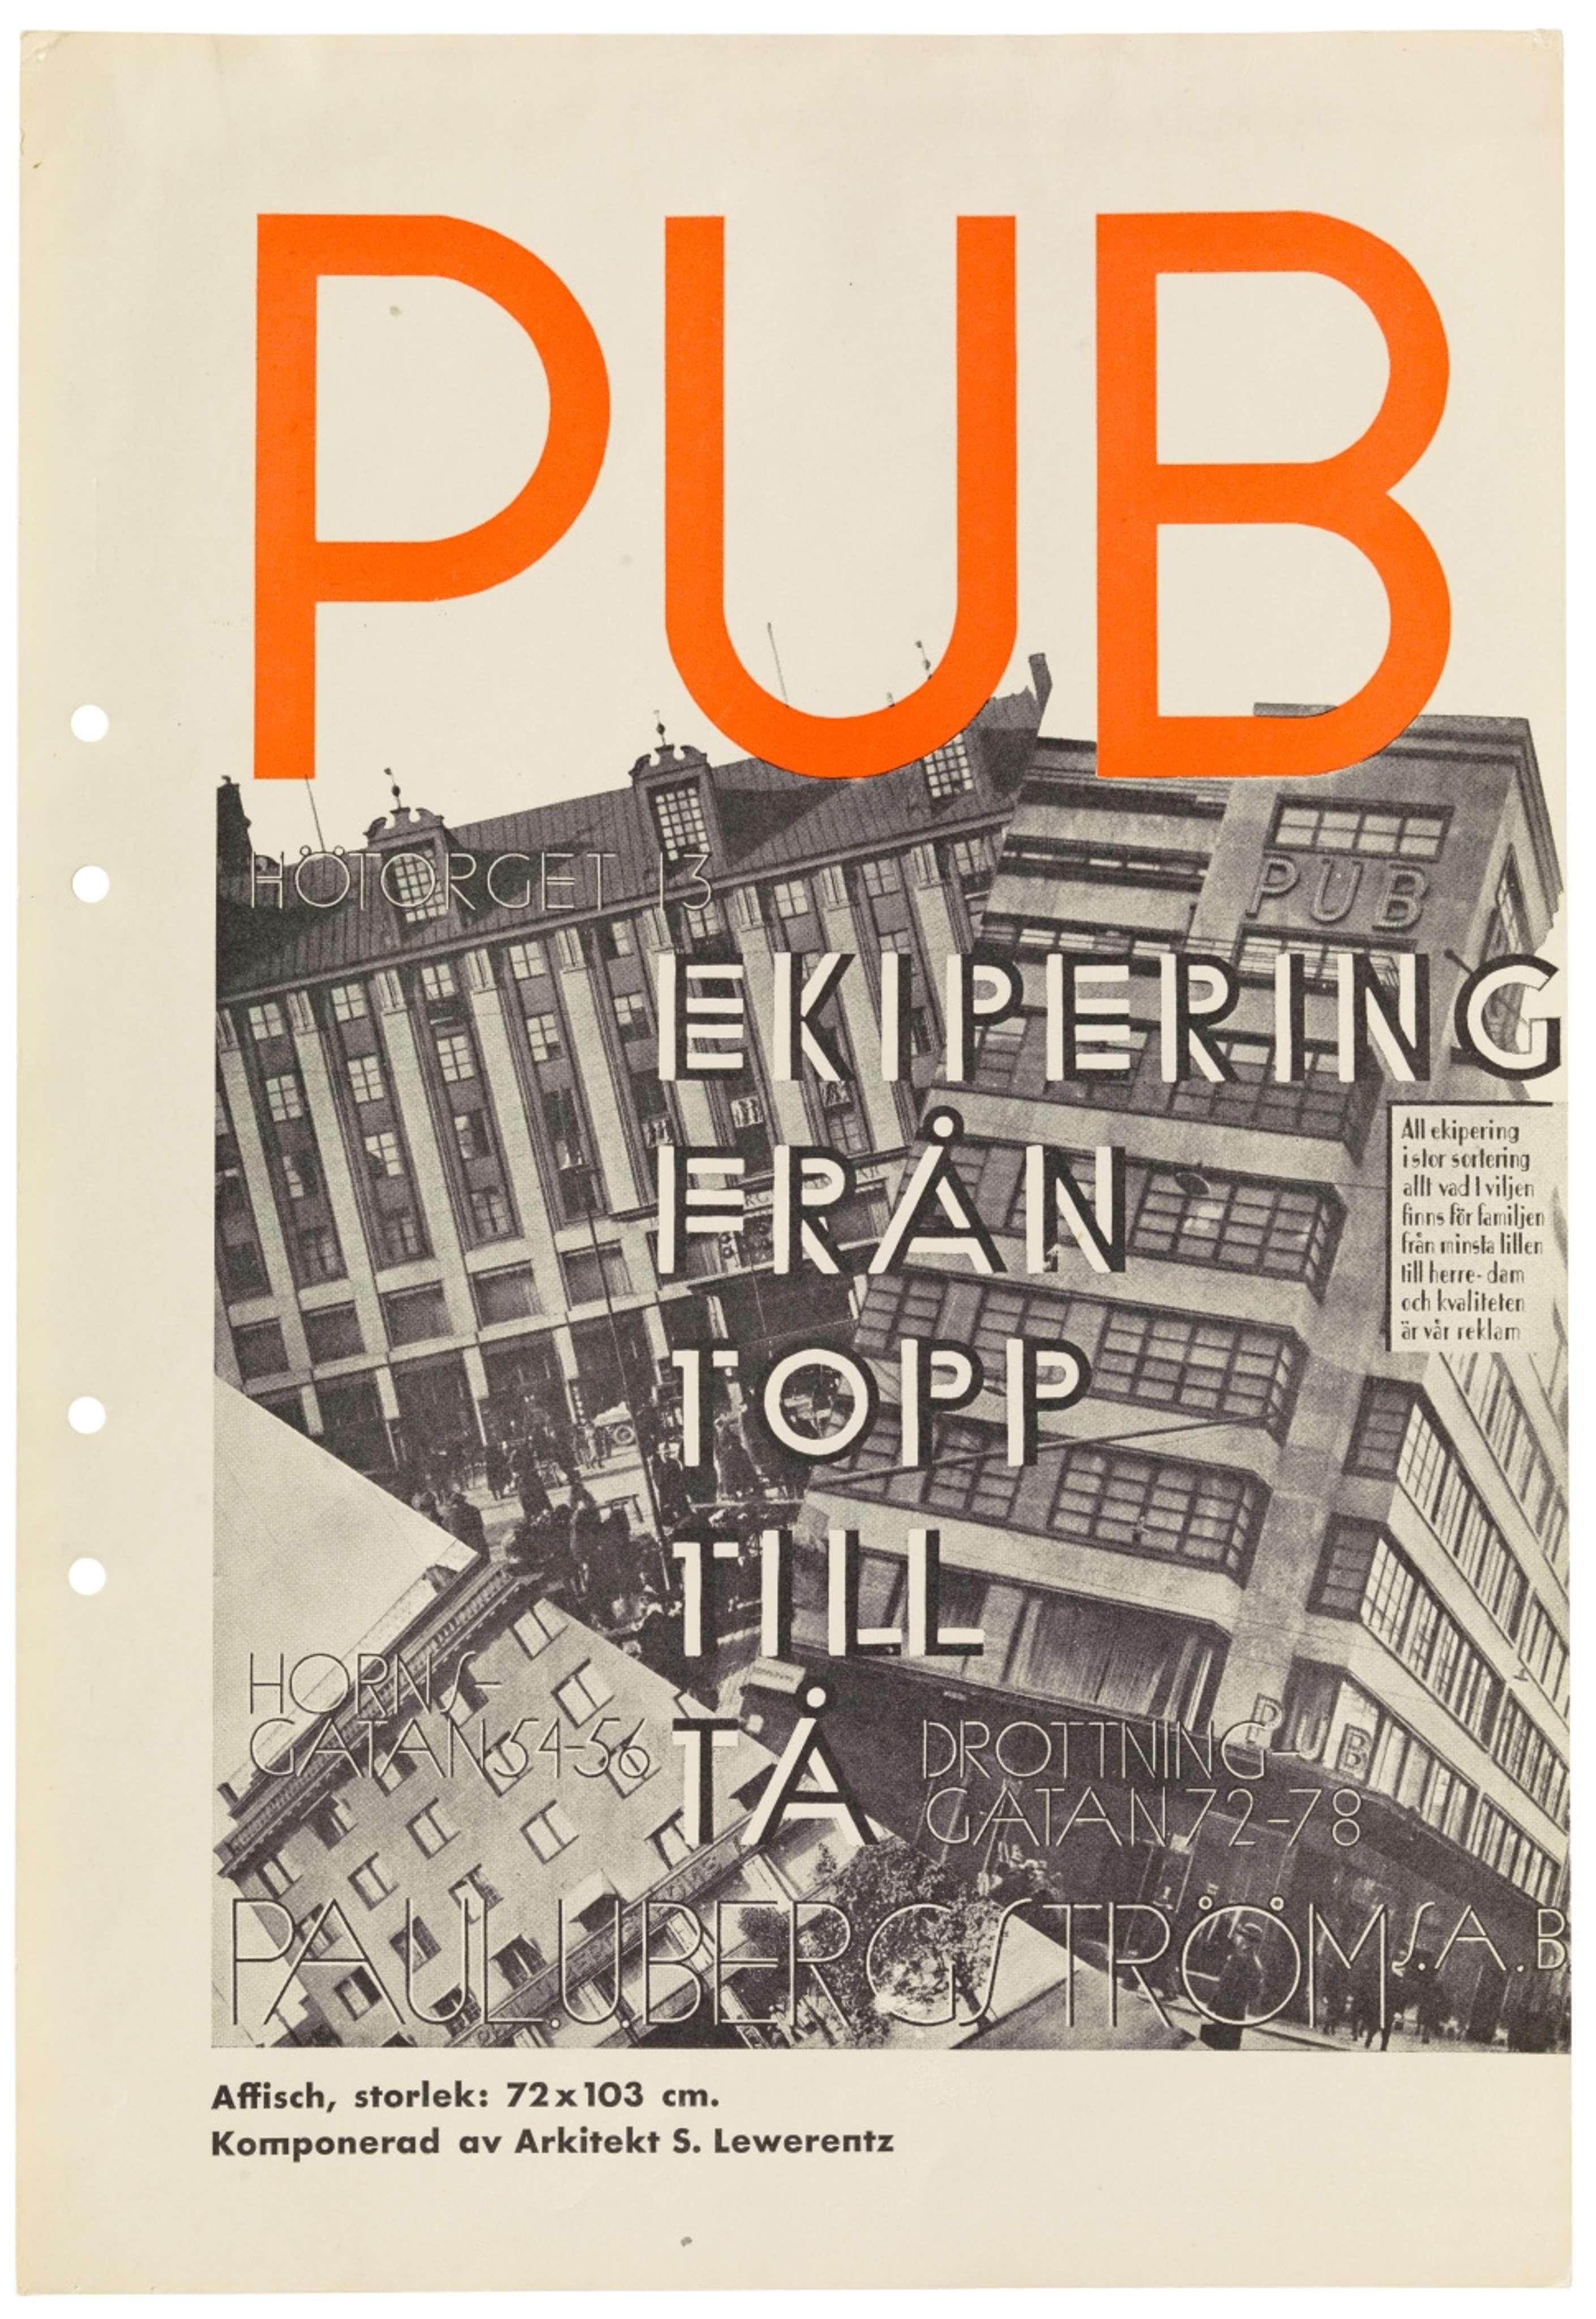 PUB
HÖTORGET 13
PUB
EKIPERING
FRÅN
TOPP
TILL
TÅ
All ekipering
i stor sortering
allt vad I viljen
finns för familjen
från minsta lillen
till herre- dam
och kvaliteten
är vår reklam
HORNS-
GATAN 54-56
DROTTNING-
GATAN 72-78
PUB
PAUL.U.BERGSTRÖMS.A.B.
Affisch, storlek: 72x103 cm.
Komponerad av Arkitekt S. Lewerentz